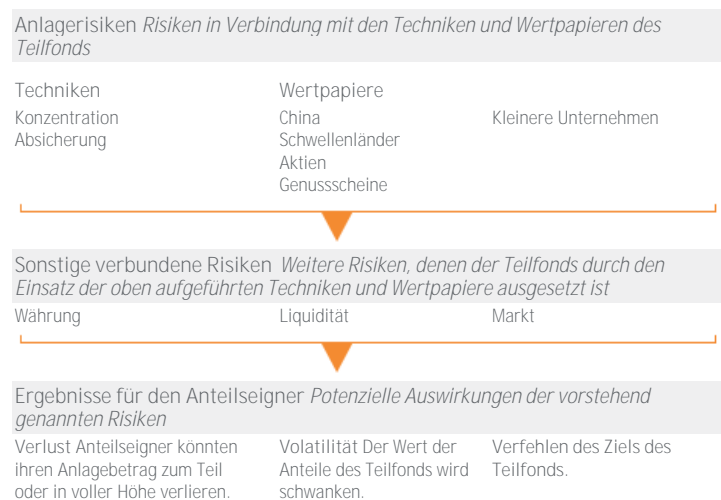 Anlagerisiken Risiken in Verbindung mit den Techniken und Wertpapieren des
Teilfonds
Techniken Wertpapiere
Konzentration China Kleinere Unternehmen
Absicherung Schwellenländer
Aktien
Genussscheine
Sonstige verbundene Risiken Weitere Risiken, denen der Teilfonds durch den
Einsatz der oben aufgeführten Techniken und Wertpapiere ausgesetzt ist
Währung Liquidität Markt
Ergebnisse für den Anteilseigner Potenzielle Auswirkungen der vorstehend
genannten Risiken
Verlust Anteilseigner könnten
ihren Anlagebetrag zum Teil
oder in voller Höhe verlieren.
Volatilität Der Wert der
Anteile des Teilfonds wird
schwanken.
Verfehlen des Ziels des
Teilfonds.